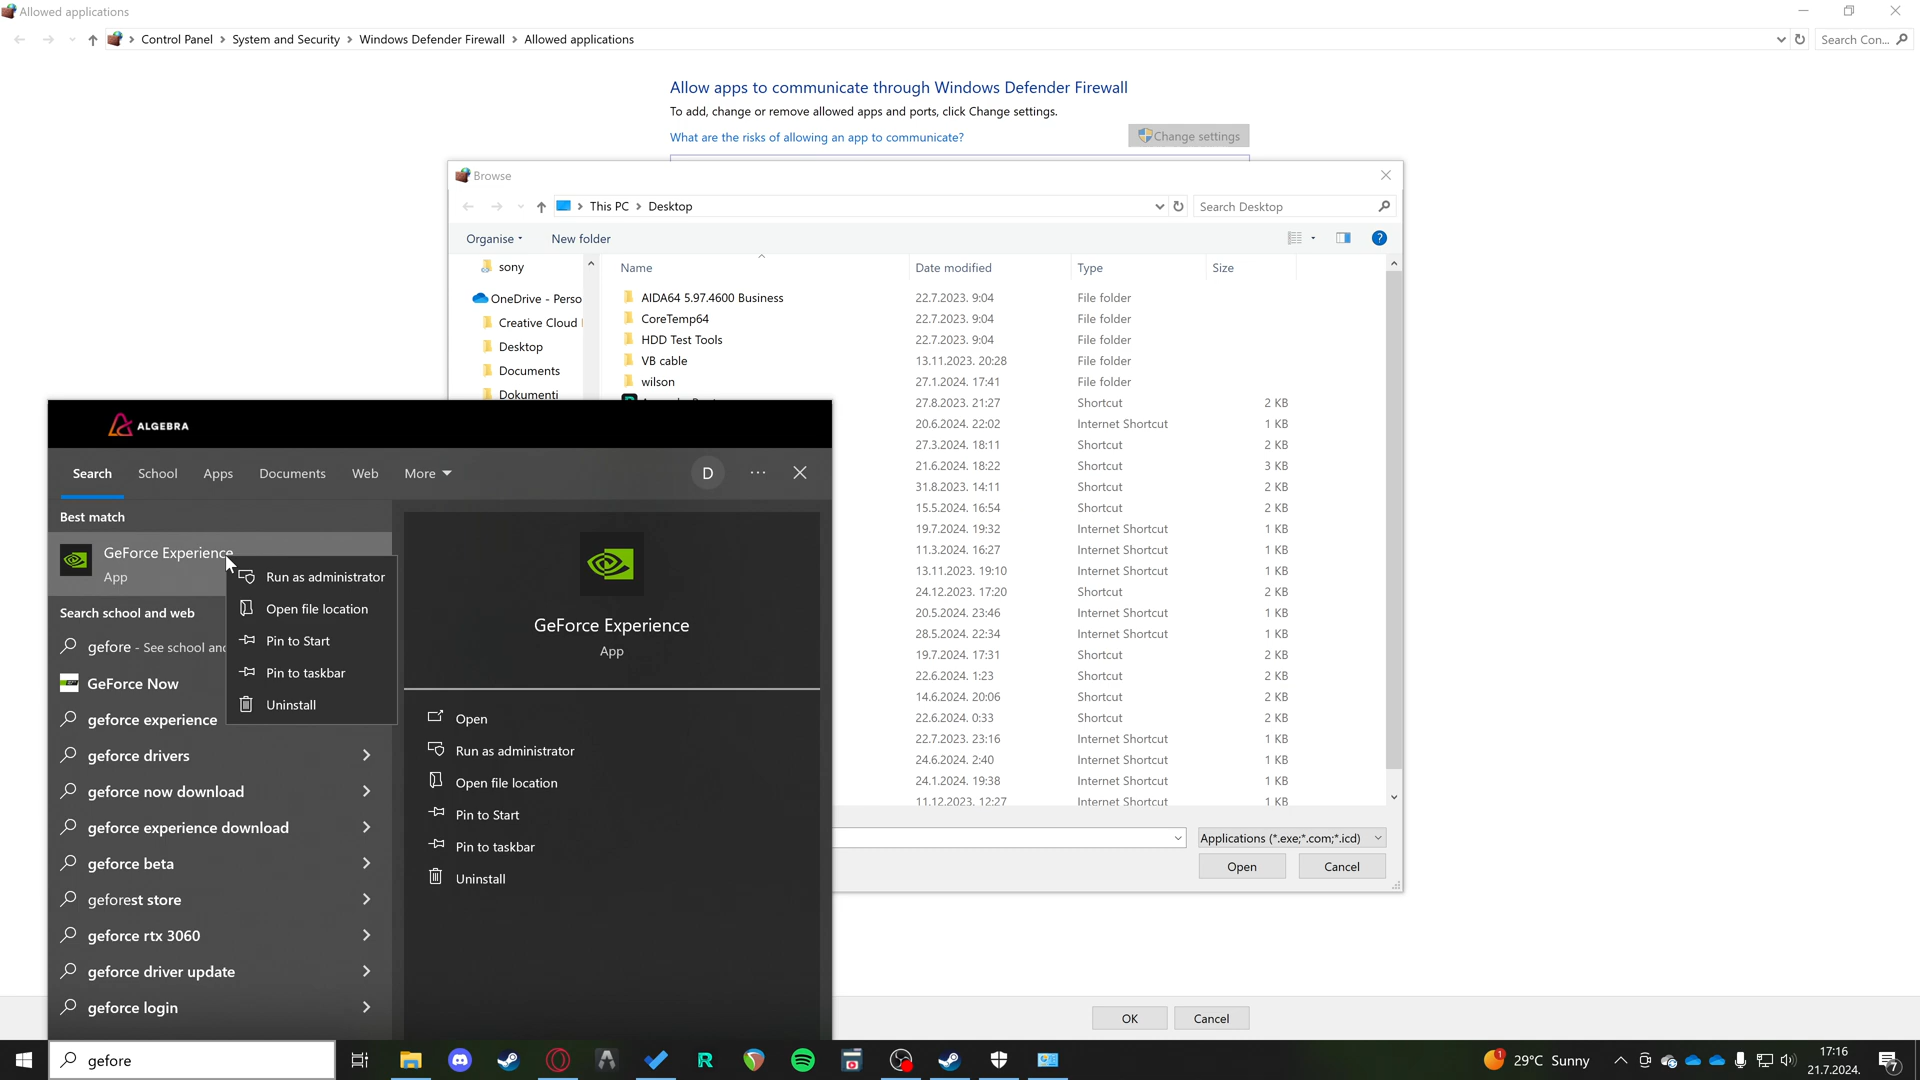 Allowed applications
Control Panel > System and Security > Windows Defender Firewall > Allowed applications
Search Con...
Allow apps to communicate through Windows Defender Firewall
To add, change or remove allowed apps and ports, click Change settings.
What are the risks of allowing an app to communicate?
Change settings
Browse
This PC > Desktop
Search Desktop
Organise
New folder
Name Date modified Type Size
sony
OneDrive - Perso
Creative Cloud
Desktop
Documents
Dokumenti
AIDA64 5.97.4600 Business 22.7.2023. 9:04 File folder
CoreTemp64 22.7.2023. 9:04 File folder
HDD Test Tools 22.7.2023. 9:04 File folder
VB cable 13.11.2023. 20:28 File folder
wilson 27.1.2024. 17:41 File folder
27.8.2023. 21:27 Shortcut 2 KB
20.6.2024. 22:02 Internet Shortcut 1 KB
27.3.2024. 18:11 Shortcut 2 KB
21.6.2024. 18:22 Shortcut 3 KB
31.8.2023. 14:11 Shortcut 2 KB
15.5.2024. 16:54 Shortcut 2 KB
19.7.2024. 19:32 Internet Shortcut 1 KB
11.3.2024. 16:27 Internet Shortcut 1 KB
13.11.2023. 19:10 Internet Shortcut 1 KB
24.12.2023. 17:20 Shortcut 2 KB
20.5.2024. 23:46 Internet Shortcut 1 KB
28.5.2024. 22:34 Internet Shortcut 1 KB
19.7.2024. 17:31 Shortcut 2 KB
22.6.2024. 1:23 Shortcut 2 KB
14.6.2024. 20:06 Shortcut 2 KB
22.6.2024. 0:33 Shortcut 2 KB
22.7.2023. 23:16 Internet Shortcut 1 KB
24.6.2024. 2:40 Internet Shortcut 1 KB
24.1.2024. 19:38 Internet Shortcut 1 KB
11.12.2023. 12:27 Internet Shortcut 1 KB
Applications (*.exe;*.com;*.icd)
Open
Cancel
OK
Cancel
ALGEBRA
Search School Apps Documents Web More
D
Best match
GeForce Experience
App
Search school and web
gefore - See school and
GeForce Now
geforce experience
geforce drivers
geforce now download
geforce experience download
geforce beta
geforest store
geforce rtx 3060
geforce driver update
geforce login
Run as administrator
Open file location
Pin to Start
Pin to taskbar
Uninstall
GeForce Experience
App
Open
Run as administrator
Open file location
Pin to Start
Pin to taskbar
Uninstall
gefore
R
1
29°C Sunny
17:16
21.7.2024.
7